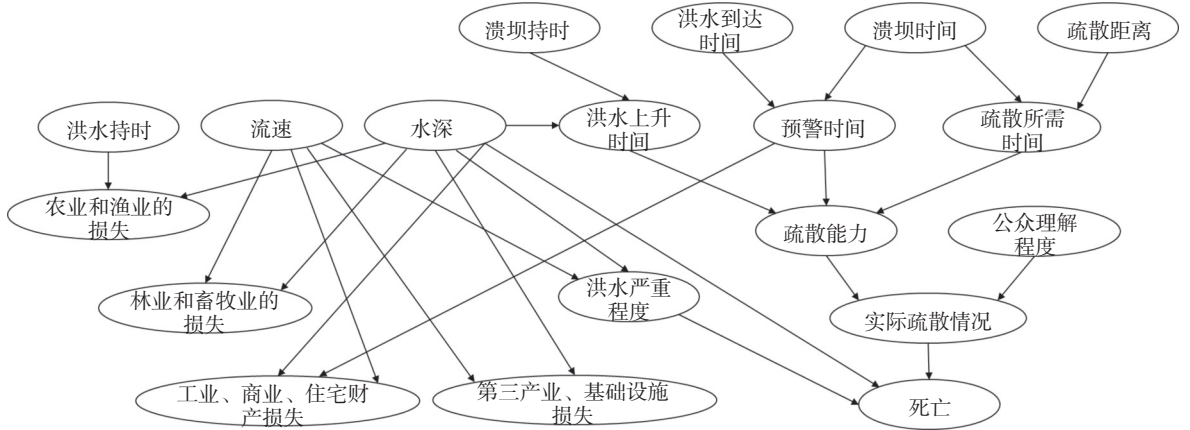 溃坝持时
洪水到达
时间
溃坝时间
疏散距离
洪水持时
流速
水深
洪水上升
时间
预警时间
疏散所需
时间
农业和渔业的
损失
疏散能力
公众理解
程度
林业和畜牧业的
损失
洪水严重
程度
实际疏散情况
工业、商业、住宅财
产损失
第三产业、基础设施
损失
死亡